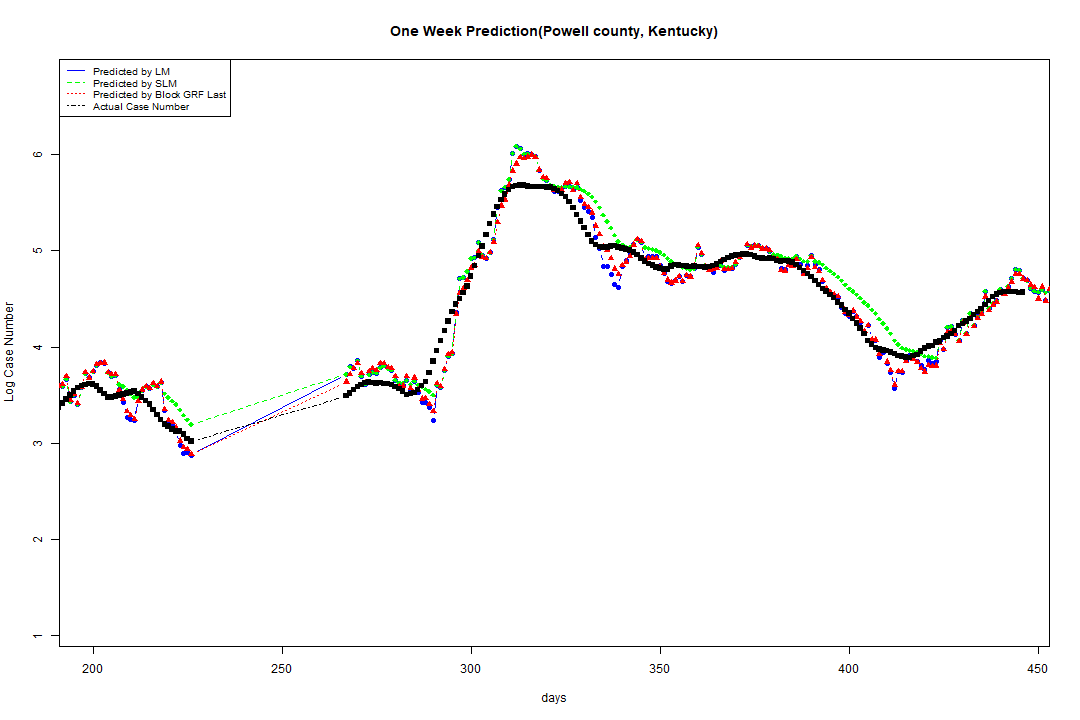 One Week Prediction(Powell county, Kentucky)
Predicted by LM
Predicted by SLM
Predicted by Block GRF Last
Actual Case Number
6
5
4
3
2
1
Log Case Number
200 250 300 350 400 450
days